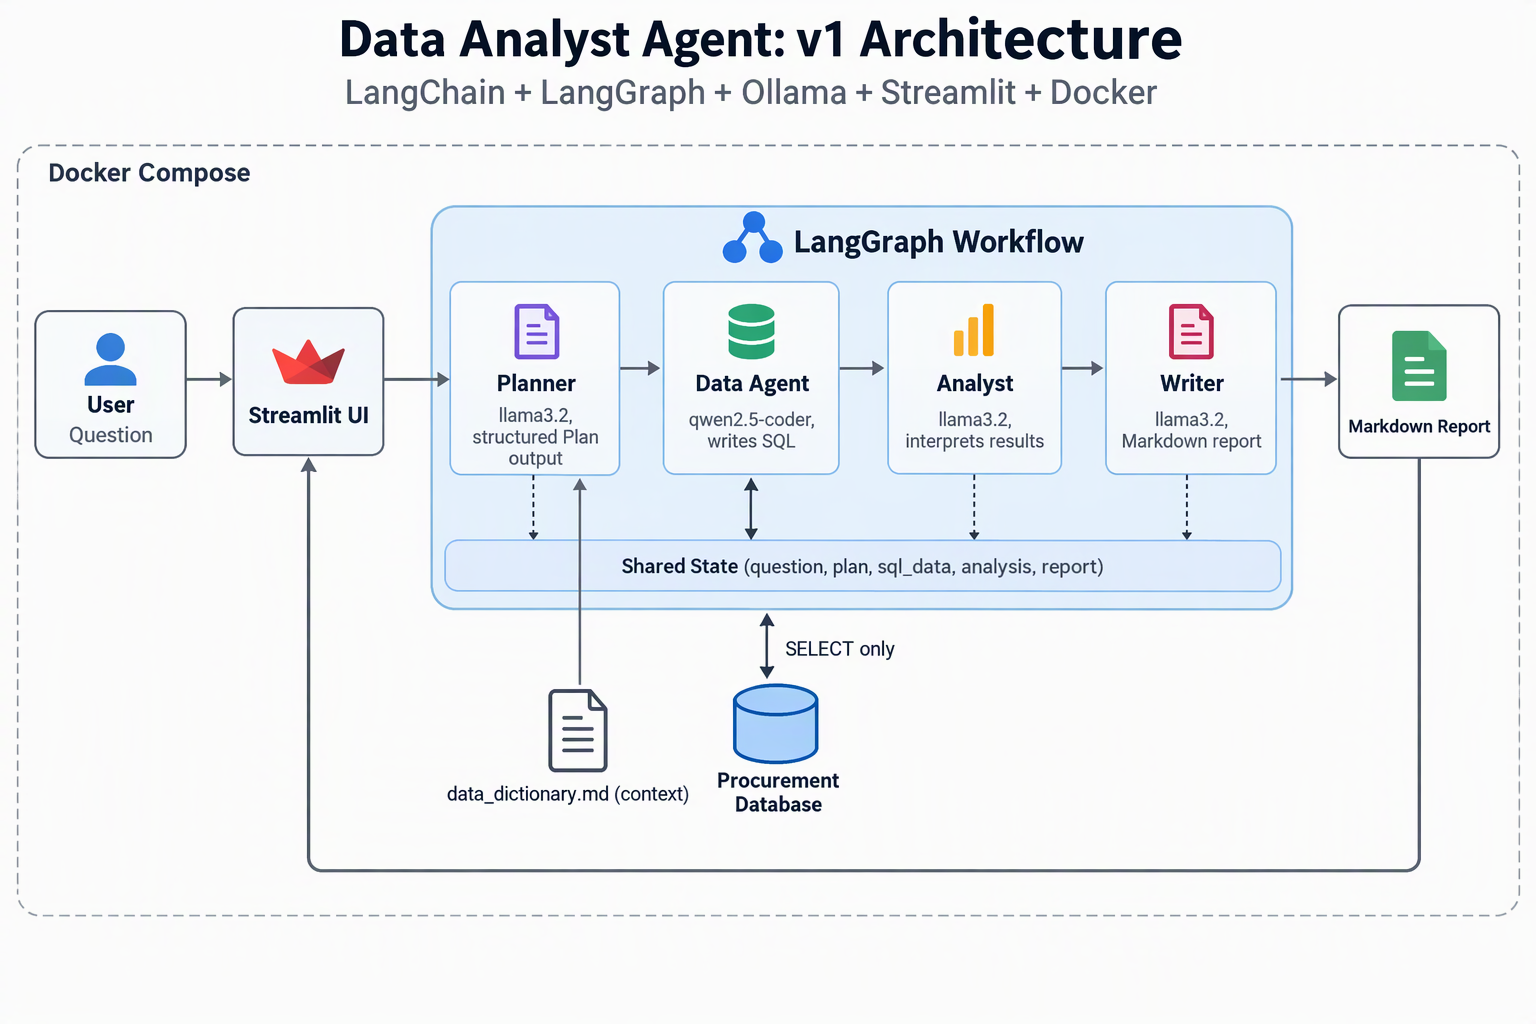 Data Analyst Agent: v1 Architecture
LangChain + LangGraph + Ollama + Streamlit + Docker
Docker Compose
LangGraph Workflow
User
Question
Streamlit UI
Planner
llama3.2,
structured Plan
output
Data Agent
qwen2.5-coder,
writes SQL
Analyst
llama3.2,
interprets results
Writer
llama3.2,
Markdown report
Markdown Report
Shared State (question, plan, sql_data, analysis, report)
SELECT only
data_dictionary.md (context)
Procurement
Database